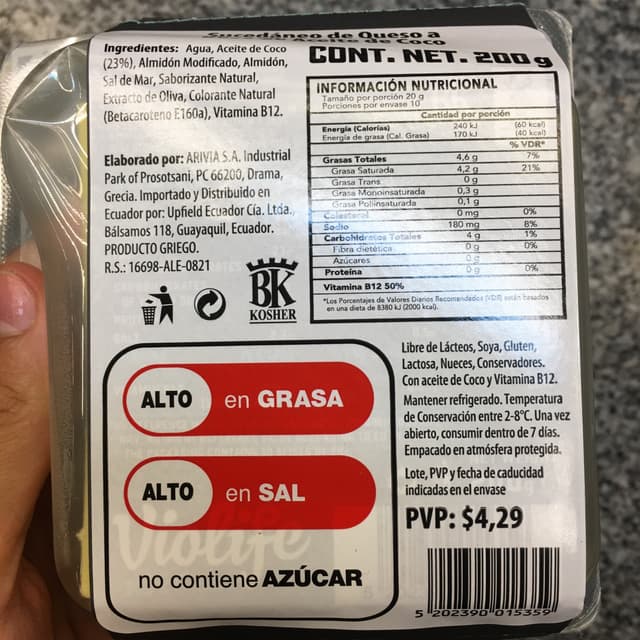 Sucedáneo de Queso a
Aceite de Coco
CONT. NET. 200 g
Ingredientes: Agua, Aceite de Coco
(23%), Almidón Modificado, Almidón,
Sal de Mar, Saborizante Natural,
Extracto de Oliva, Colorante Natural
(Betacaroteno E160a), Vitamina B12.
Elaborado por: ARIVIA S.A. Industrial
Park of Prosotsani, PC 66200, Drama,
Grecia. Importado y Distribuido en
Ecuador por: Upfield Ecuador Cía. Ltda.,
Bálsamos 118, Guayaquil, Ecuador.
PRODUCTO GRIEGO.
R.S.: 16698-ALE-0821
BK
KOSHER
INFORMACIÓN NUTRICIONAL
Tamaño por porción 20 g
Porciones por envase 10
Cantidad por porción
Energía (Calorías) 240 kJ (60 kcal)
Energía de grasa (Cal. Grasa) 170 kJ (40 kcal)
% VDR*
Grasas Totales 4,6 g 7%
Grasa Saturada 4,2 g 21%
Grasa Trans 0 g
Grasa Monoinsaturada 0,3 g
Grasa Poliinsaturada 0,1 g
Colesterol 0 mg 0%
Sodio 180 mg 8%
Carbohidratos Totales 4 g 1%
Fibra dietética 0 g 0%
Azúcares 0 g
Proteína 0 g 0%
Vitamina B12 50%
*Los Porcentajes de Valores Diarios Recomendados (VDR) están basados
en una dieta de 8380 kJ (2000 kcal).
ALTO en GRASA
ALTO en SAL
Violife
no contiene AZÚCAR
Libre de Lácteos, Soya, Gluten,
Lactosa, Nueces, Conservadores.
Con aceite de Coco y Vitamina B12.
Mantener refrigerado. Temperatura
de Conservación entre 2-8°C. Una vez
abierto, consumir dentro de 7 días.
Empacado en atmósfera protegida.
Lote, PVP y fecha de caducidad
indicadas en el envase
PVP: $4,29
5 202390 015359